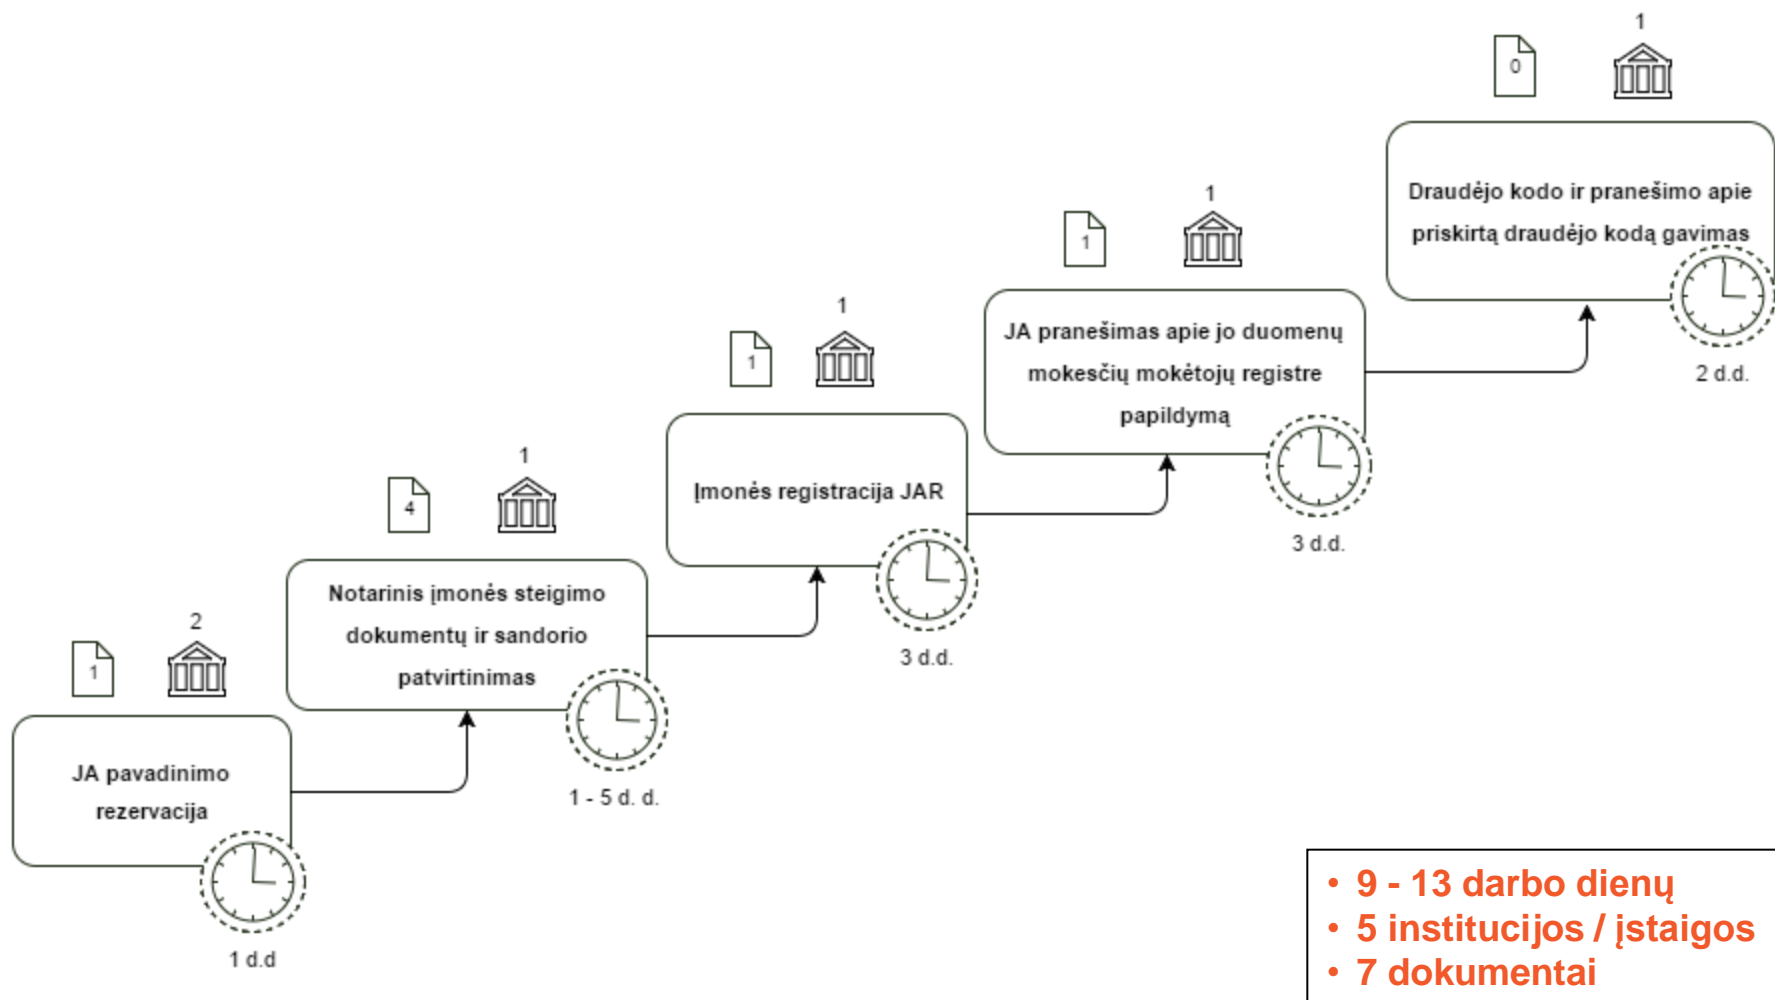 1
2
JA pavadinimo
rezervacija
1 d.d
4
1
Notarinis įmonės steigimo
dokumentų ir sandorio
patvirtinimas
1 - 5 d. d.
1
1
Įmonės registracija JAR
3 d.d.
1
1
JA pranešimas apie jo duomenų
mokesčių mokėtojų registre
papildymą
3 d.d.
0
1
Draudėjo kodo ir pranešimo apie
priskirtą draudėjo kodą gavimas
2 d.d.
• 9 - 13 darbo dienų
• 5 institucijos / įstaigos
• 7 dokumentai